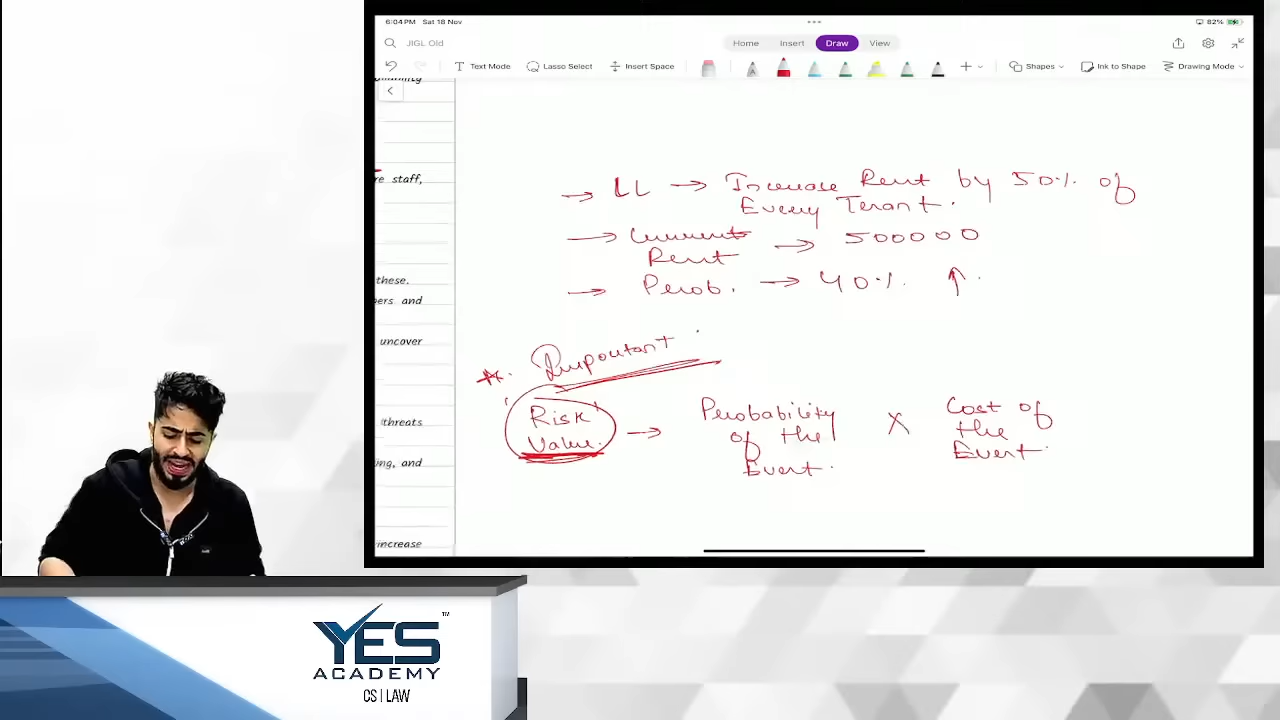 6:04 PM Sat 18 Nov
82%
JIGL Old
Home Insert Draw View
Text Mode Lasso Select Insert Space Shapes Ink to Shape Drawing Mode
re staff,
these.
ers and
uncover
threats
ing, and
increase
→ LL → Increase Rent by 50% of
Every Tenant.
→ Current Rent → 500000
→ Prob. → 40% ↑
* Important
Risk Value → Probability of the Event × Cost of the Event
YES
ACADEMY
CS | LAW
TM